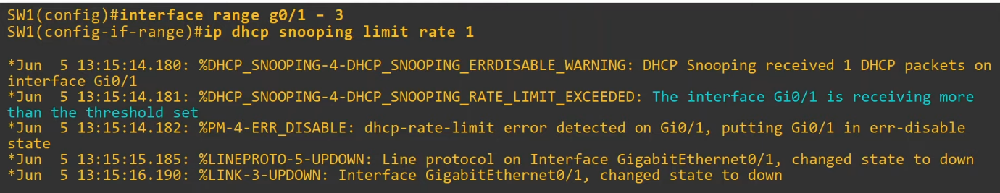 SW1(config)#interface range g0/1 – 3
SW1(config-if-range)#ip dhcp snooping limit rate 1
*Jun  5 13:15:14.180: %DHCP_SNOOPING-4-DHCP_SNOOPING_ERRDISABLE_WARNING: DHCP Snooping received 1 DHCP packets on
interface Gi0/1
*Jun  5 13:15:14.181: %DHCP_SNOOPING-4-DHCP_SNOOPING_RATE_LIMIT_EXCEEDED: The interface Gi0/1 is receiving more
than the threshold set
*Jun  5 13:15:14.182: %PM-4-ERR_DISABLE: dhcp-rate-limit error detected on Gi0/1, putting Gi0/1 in err-disable
state
*Jun  5 13:15:15.185: %LINEPROTO-5-UPDOWN: Line protocol on Interface GigabitEthernet0/1, changed state to down
*Jun  5 13:15:16.190: %LINK-3-UPDOWN: Interface GigabitEthernet0/1, changed state to down